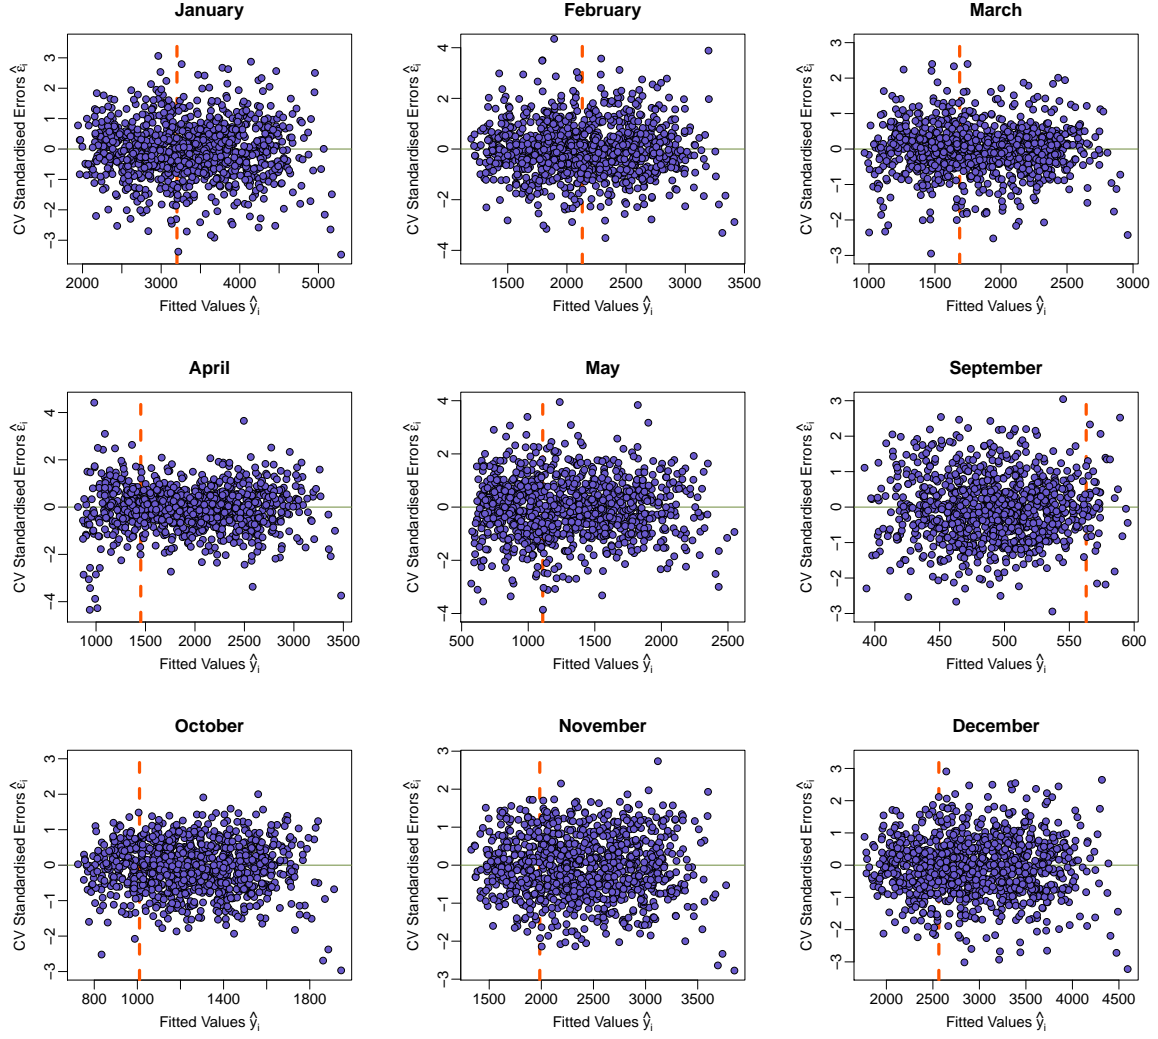 January
CV Standardised Errors ε̂i
3
2
1
0
−1
−2
−3
2000 3000 4000 5000
Fitted Values ŷi
February
CV Standardised Errors ε̂i
4
2
0
−2
−4
1500 2000 2500 3000 3500
Fitted Values ŷi
March
CV Standardised Errors ε̂i
3
2
1
0
−1
−2
−3
1000 1500 2000 2500 3000
Fitted Values ŷi
April
CV Standardised Errors ε̂i
4
2
0
−2
−4
1000 1500 2000 2500 3000 3500
Fitted Values ŷi
May
CV Standardised Errors ε̂i
4
2
0
−2
−4
500 1000 1500 2000 2500
Fitted Values ŷi
September
CV Standardised Errors ε̂i
3
2
1
0
−1
−2
−3
400 450 500 550 600
Fitted Values ŷi
October
CV Standardised Errors ε̂i
3
2
1
0
−1
−2
−3
800 1000 1400 1800
Fitted Values ŷi
November
CV Standardised Errors ε̂i
3
2
1
0
−1
−2
−3
1500 2000 2500 3000 3500
Fitted Values ŷi
December
CV Standardised Errors ε̂i
3
2
1
0
−1
−2
−3
2000 2500 3000 3500 4000 4500
Fitted Values ŷi